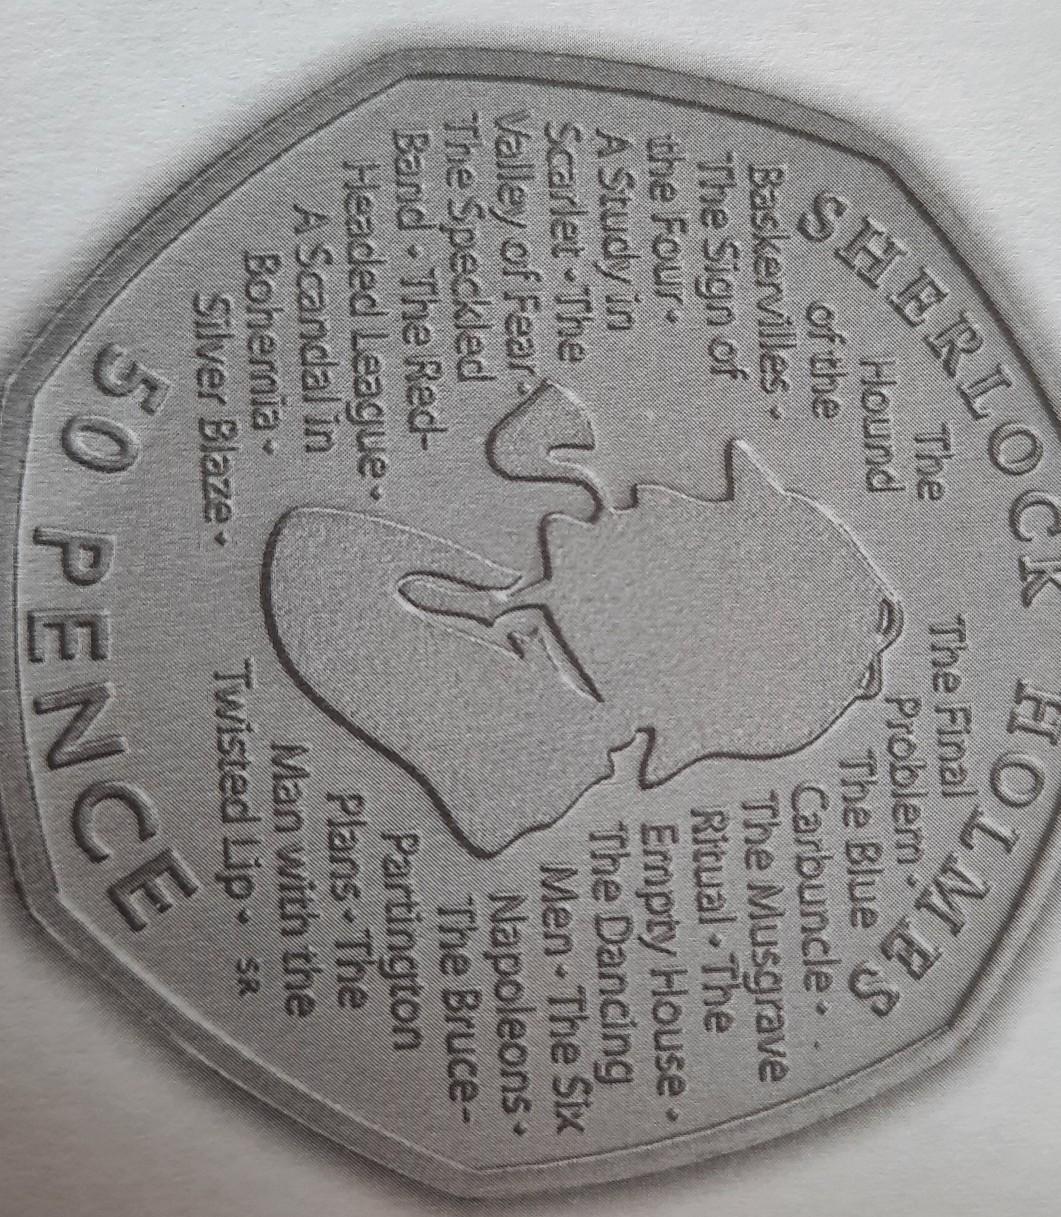 SHERLOCK HOLMES
The
Hound
of the
Baskervilles •
The Sign of
the Four •
A Study in
Scarlet • The
Valley of Fear •
The Speckled
Band • The Red-
Headed League •
A Scandal in
Bohemia •
Silver Blaze •
The Final
Problem •
The Blue
Carbuncle •
The Musgrave
Ritual • The
Empty House •
The Dancing
Men • The Six
Napoleons •
The Bruce-
Partington
Plans • The
Man with the
Twisted Lip •
SR
50 PENCE